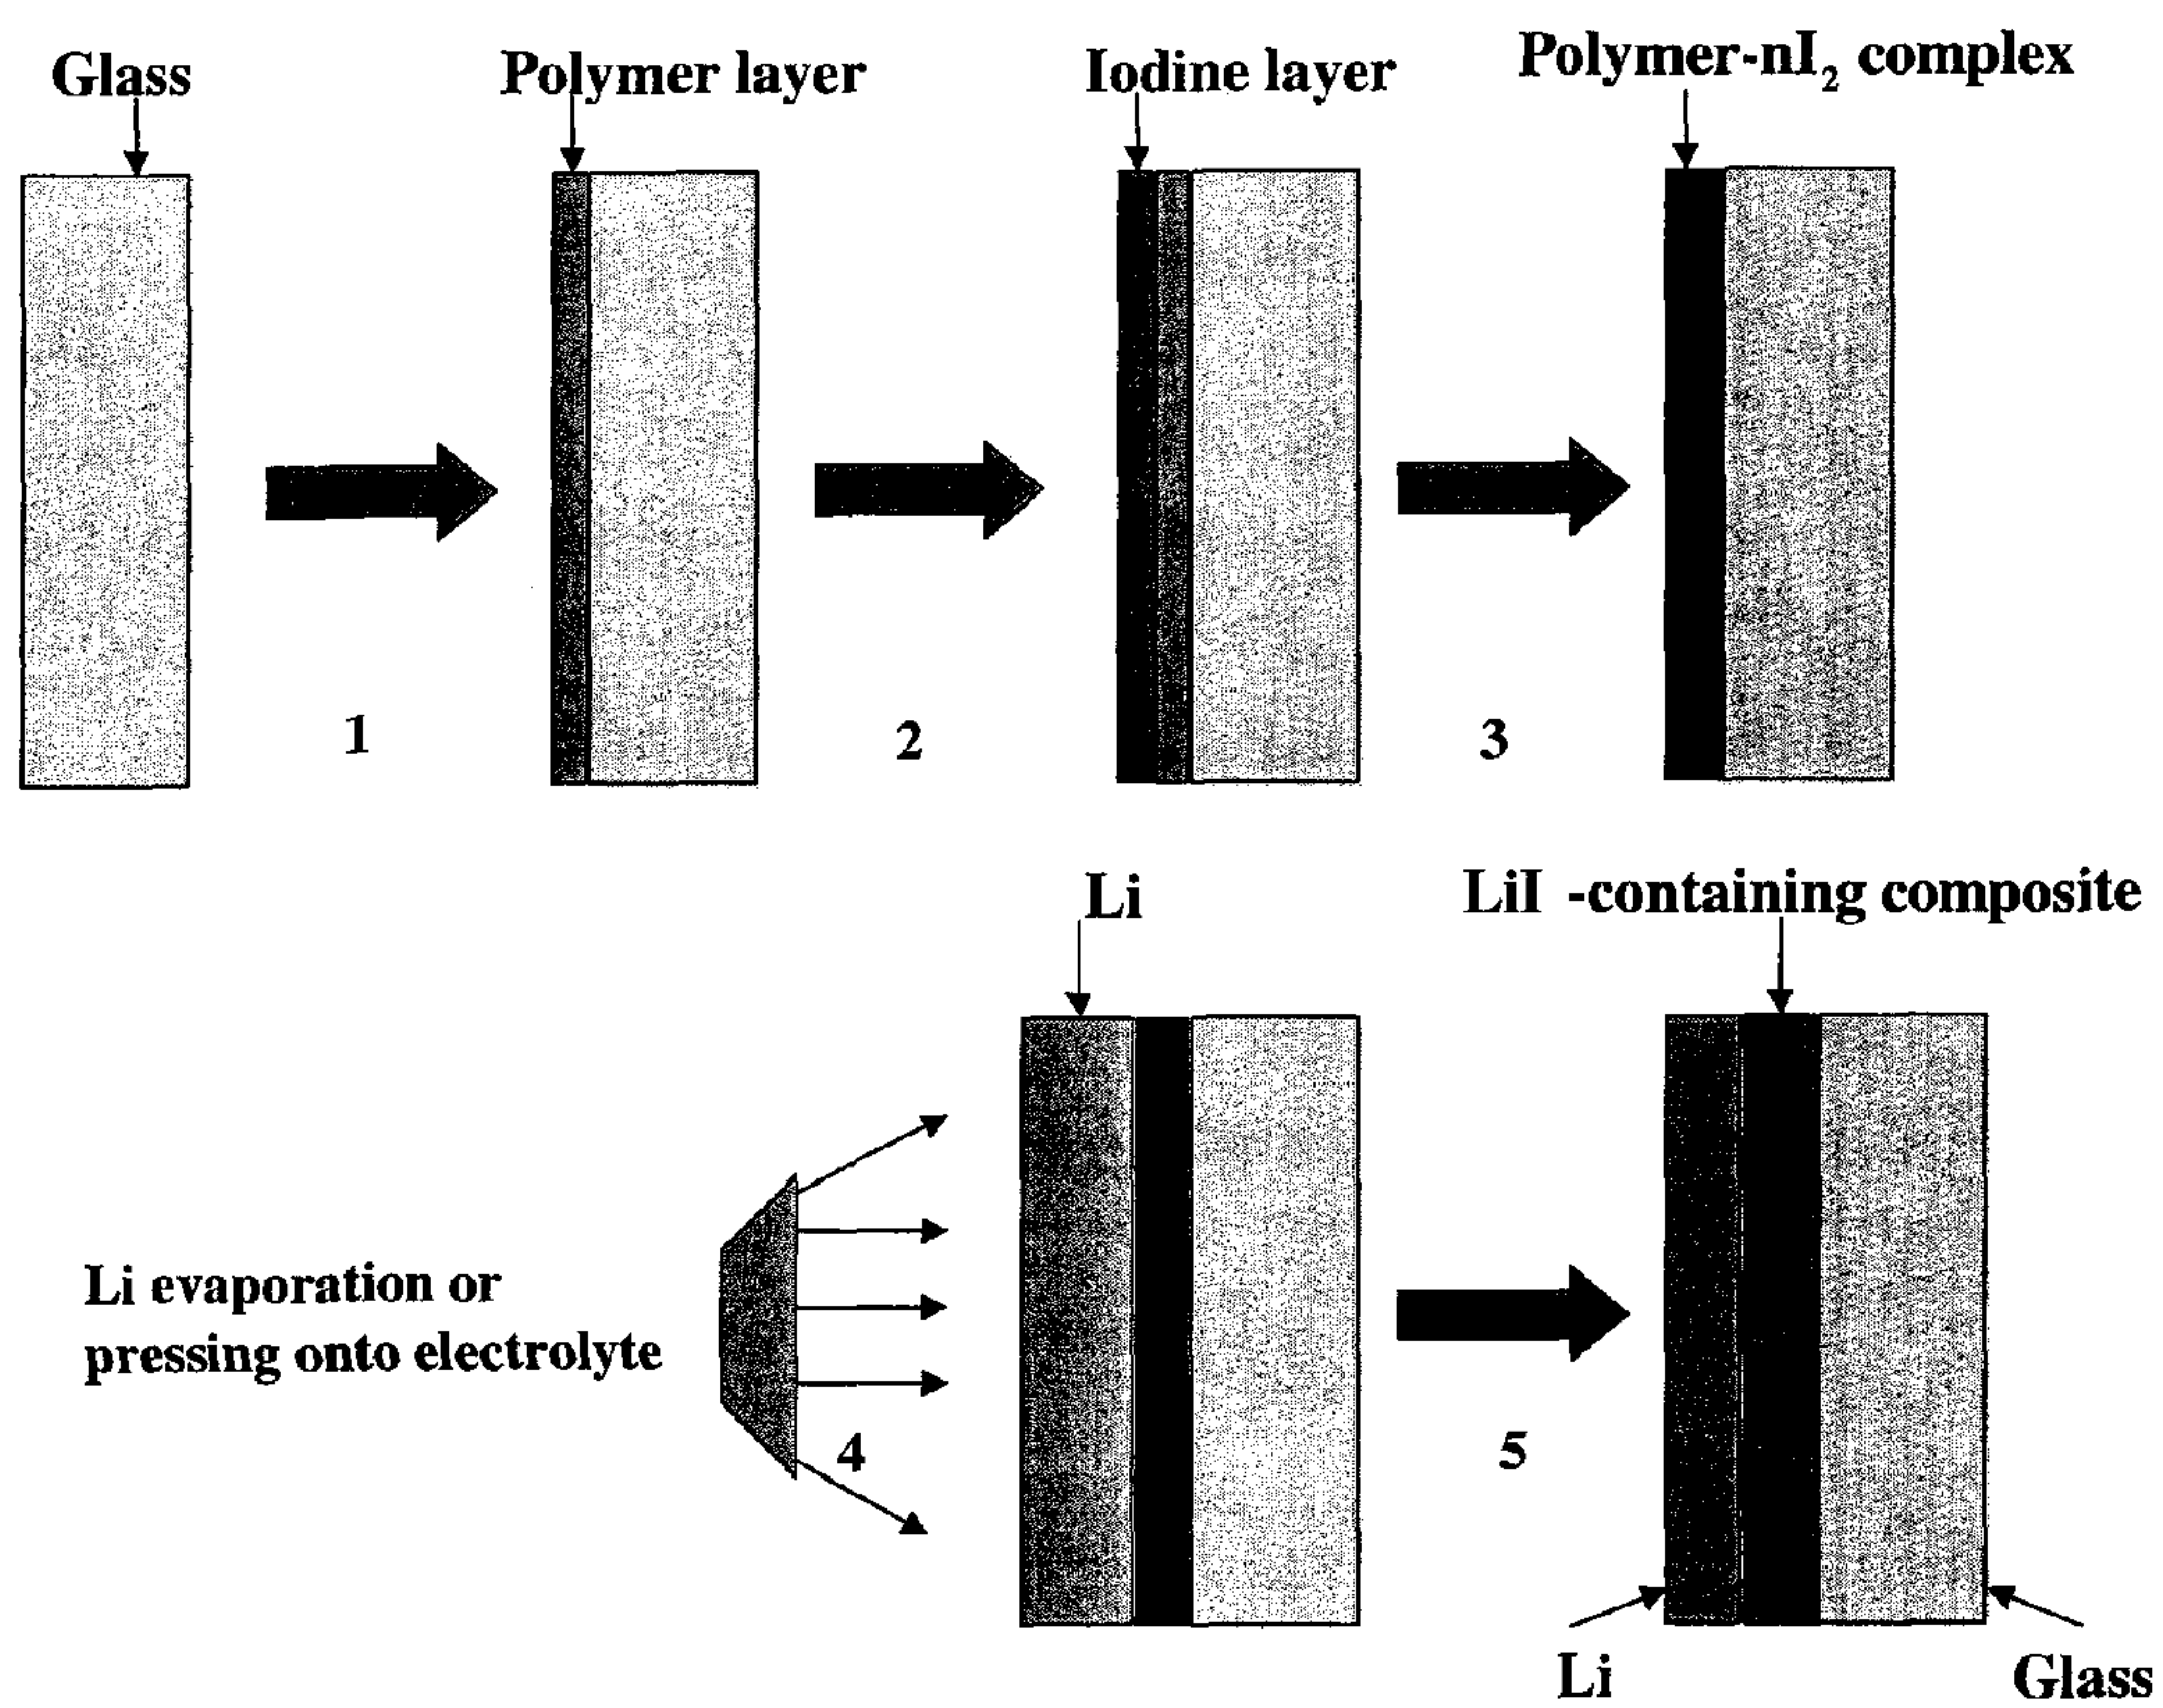 Glass
Polymer layer
Iodine layer
Polymer-nI₂ complex
1
2
3
Li
LiI -containing composite
Li evaporation or
pressing onto electrolyte
4
5
Li
Glass